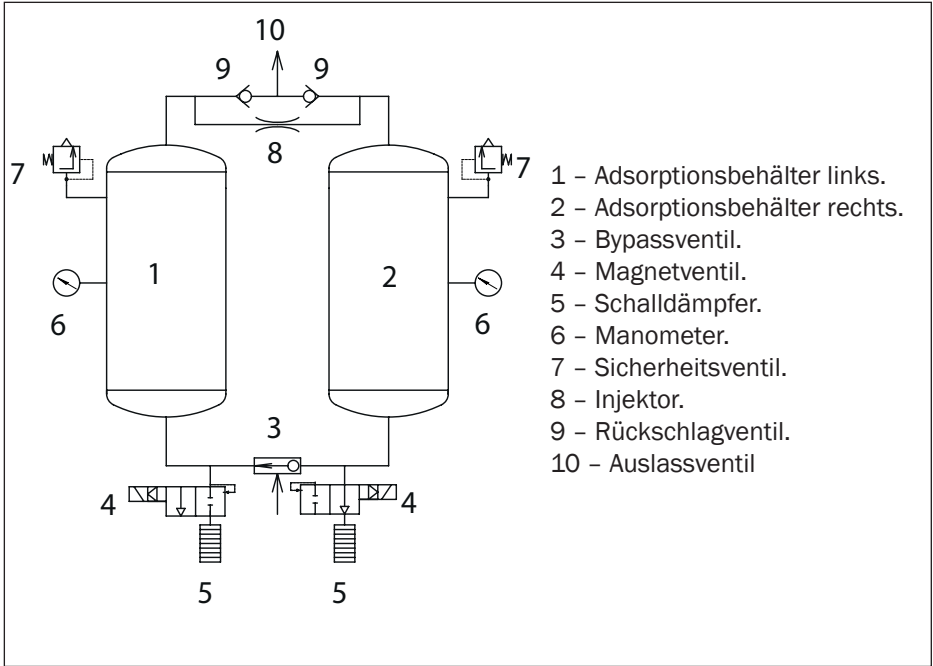 10
9 9
8
7 7
1 2
6 6
3
4 4
5 5
1 – Adsorptionsbehälter links.
2 – Adsorptionsbehälter rechts.
3 – Bypassventil.
4 – Magnetventil.
5 – Schalldämpfer.
6 – Manometer.
7 – Sicherheitsventil.
8 – Injektor.
9 – Rückschlagventil.
10 – Auslassventil